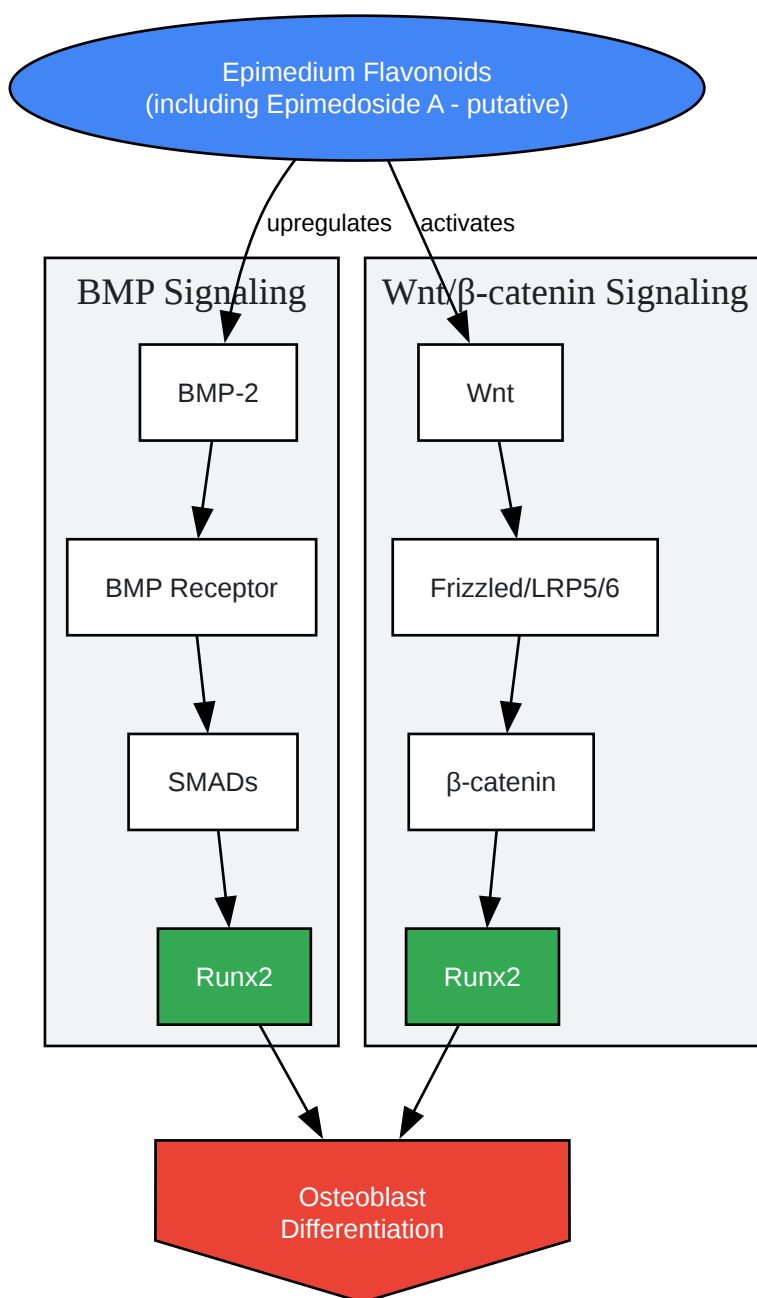 Epimedium Flavonoids
(including Epimedoside A - putative)
upregulates
activates
BMP Signaling
Wnt/β-catenin Signaling
BMP-2
Wnt
BMP Receptor
Frizzled/LRP5/6
SMADs
β-catenin
Runx2
Runx2
Osteoblast
Differentiation